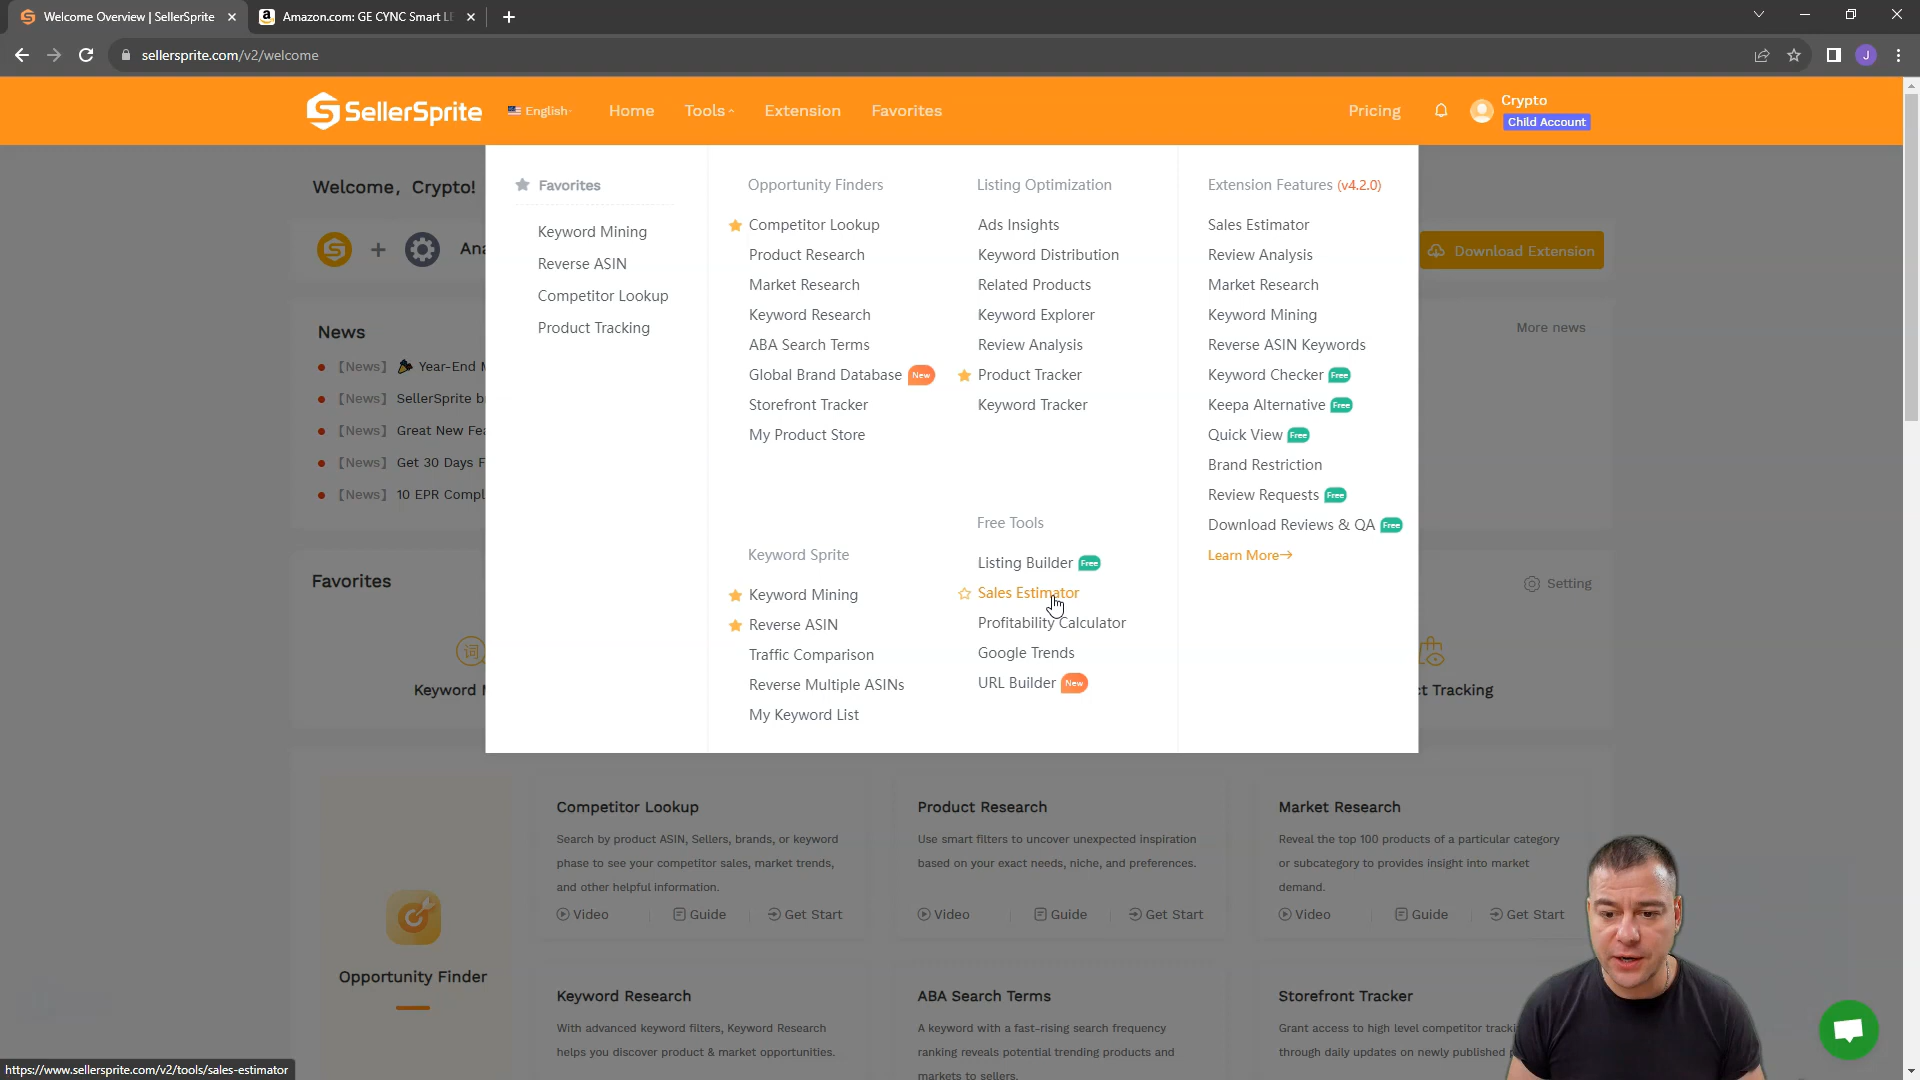 Welcome Overview | SellerSprite
Amazon.com: GE CYNC Smart LE
sellersprite.com/v2/welcome
J
SellerSprite
English
Home
Tools
Extension
Favorites
Pricing
Crypto
Child Account
Welcome, Crypto!
Ana
Download Extension
News
More news
[News] Year-End M
[News] SellerSprite b
[News] Great New Fea
[News] Get 30 Days F
[News] 10 EPR Compl
Favorites
Setting
词
Keyword M
ct Tracking
Favorites
Keyword Mining
Reverse ASIN
Competitor Lookup
Product Tracking
Opportunity Finders
Competitor Lookup
Product Research
Market Research
Keyword Research
ABA Search Terms
Global Brand Database New
Storefront Tracker
My Product Store
Keyword Sprite
Keyword Mining
Reverse ASIN
Traffic Comparison
Reverse Multiple ASINs
My Keyword List
Listing Optimization
Ads Insights
Keyword Distribution
Related Products
Keyword Explorer
Review Analysis
Product Tracker
Keyword Tracker
Free Tools
Listing Builder Free
Sales Estimator
Profitability Calculator
Google Trends
URL Builder New
Extension Features (v4.2.0)
Sales Estimator
Review Analysis
Market Research
Keyword Mining
Reverse ASIN Keywords
Keyword Checker Free
Keepa Alternative Free
Quick View Free
Brand Restriction
Review Requests Free
Download Reviews & QA Free
Learn More→
Opportunity Finder
Competitor Lookup
Search by product ASIN, Sellers, brands, or keyword
phase to see your competitor sales, market trends,
and other helpful information.
Video
Guide
Get Start
Product Research
Use smart filters to uncover unexpected inspiration
based on your exact needs, niche, and preferences.
Video
Guide
Get Start
Market Research
Reveal the top 100 products of a particular category
or subcategory to provides insight into market
demand.
Video
Guide
Get Start
Keyword Research
With advanced keyword filters, Keyword Research
helps you discover product & market opportunities.
ABA Search Terms
A keyword with a fast-rising search frequency
ranking reveals potential trending products and
markets to sellers.
Storefront Tracker
Grant access to high level competitor tracki
through daily updates on newly published
https://www.sellersprite.com/v2/tools/sales-estimator